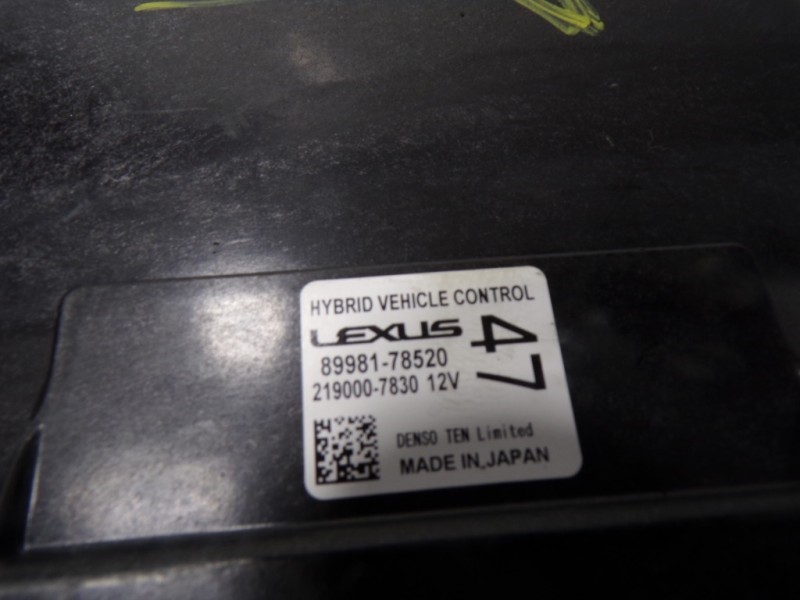 HYBRID VEHICLE CONTROL
LEXUS
89981-78520
219000-7830 12V
47
DENSO TEN Limited
MADE IN JAPAN